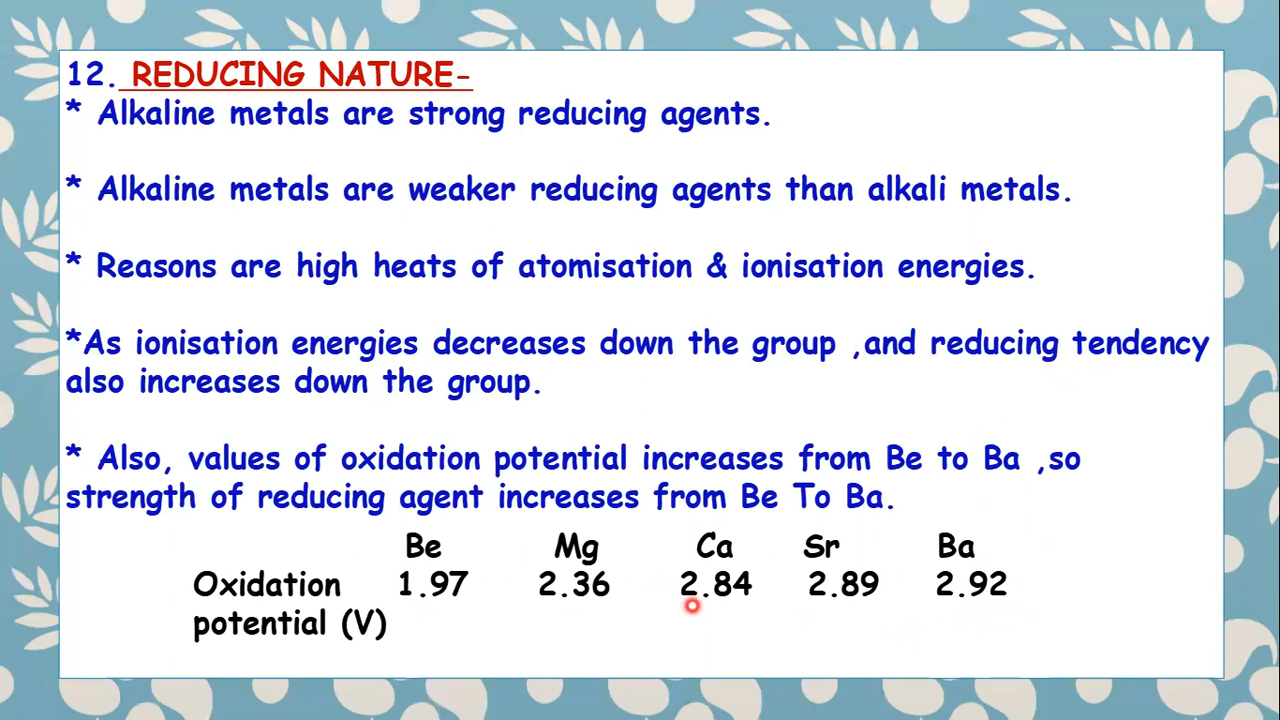 12. REDUCING NATURE-
* Alkaline metals are strong reducing agents.
* Alkaline metals are weaker reducing agents than alkali metals.
* Reasons are high heats of atomisation & ionisation energies.
*As ionisation energies decreases down the group ,and reducing tendency
also increases down the group.
* Also, values of oxidation potential increases from Be to Ba ,so
strength of reducing agent increases from Be To Ba.
Be Mg Ca Sr Ba
Oxidation 1.97 2.36 2.84 2.89 2.92
potential (V)